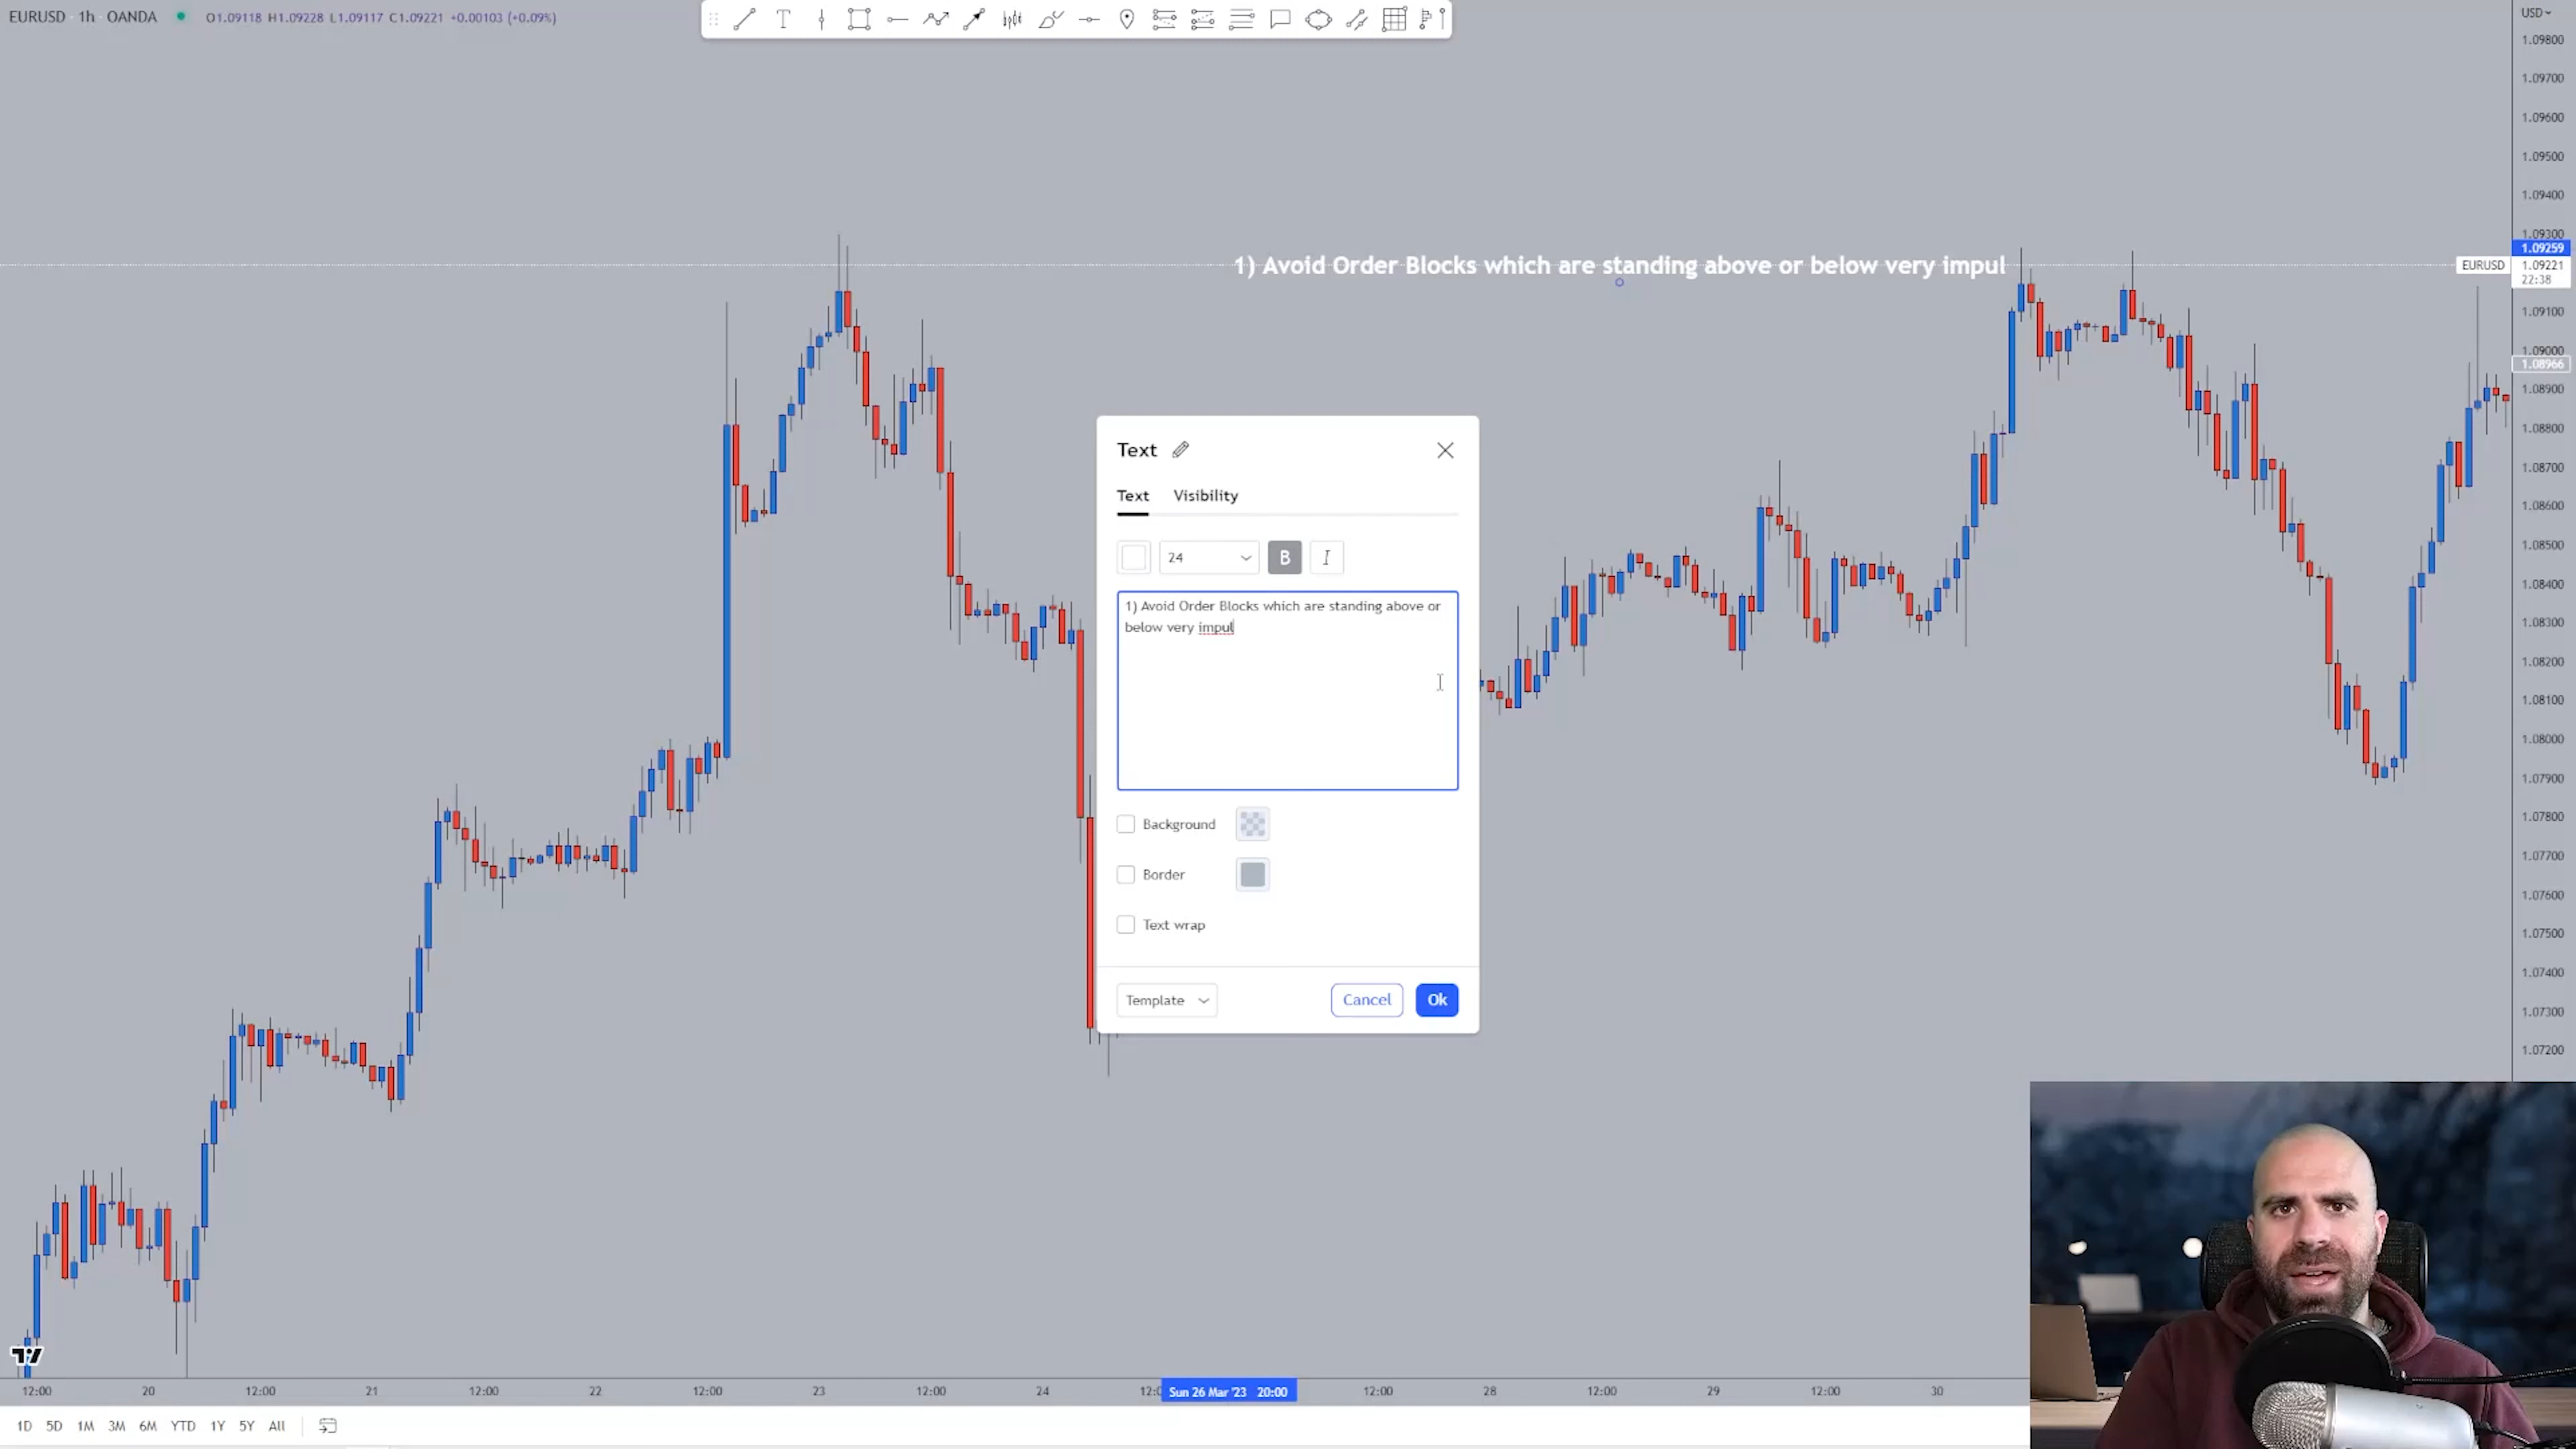 EURUSD · 1h · OANDA O1.09118 H1.09228 L1.09117 C1.09221 +0.00103 (+0.09%)
USD
1.09800
1.09700
1.09600
1.09500
1.09400
1.09300
1.09259
1) Avoid Order Blocks which are standing above or below very impul
EURUSD 1.09221
22:38
1.09100
1.09000
1.08966
1.08900
1.08800
1.08700
1.08600
1.08500
1.08400
1.08300
1.08200
1.08100
1.08000
1.07900
1.07800
1.07700
1.07600
1.07500
1.07400
1.07300
1.07200
Text
Text Visibility
24 B I
1) Avoid Order Blocks which are standing above or
below very impul
Background
Border
Text wrap
Template Cancel Ok
12:00 20 12:00 21 12:00 22 12:00 23 12:00 24 12:0 Sun 26 Mar '23 20:00 12:00 28 12:00 29 12:00 30
1D 5D 1M 3M 6M YTD 1Y 5Y All